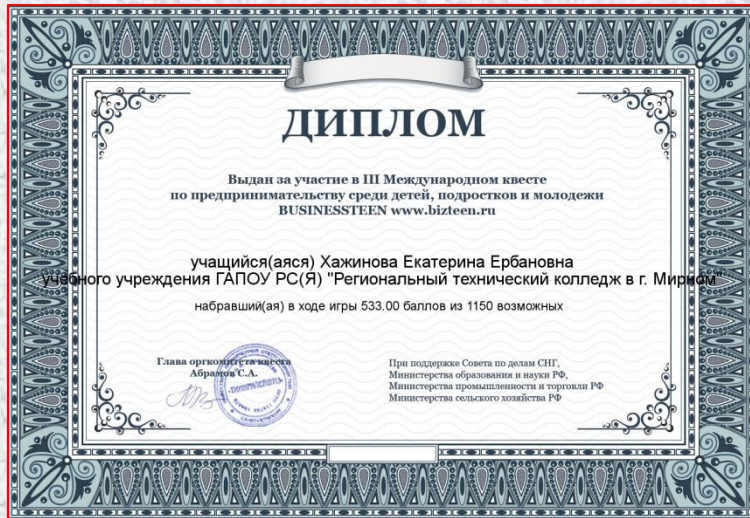 ДИПЛОМ
Выдан за участие в III Международном квесте
по предпринимательству среди детей, подростков и молодежи
BUSINESSTEEN www.bizteen.ru
учащийся(аяся) Хажинова Екатерина Ербановна
учебного учреждения ГАПОУ РС(Я) "Региональный технический колледж в г. Мирном"
набравший(ая) в ходе игры 533.00 баллов из 1150 возможных
Глава оргкомитета квеста
Абрамов С.А.
При поддержке Совета по делам СНГ,
Министерства образования и науки РФ,
Министерства промышленности и торговли РФ
Министерства сельского хозяйства РФ